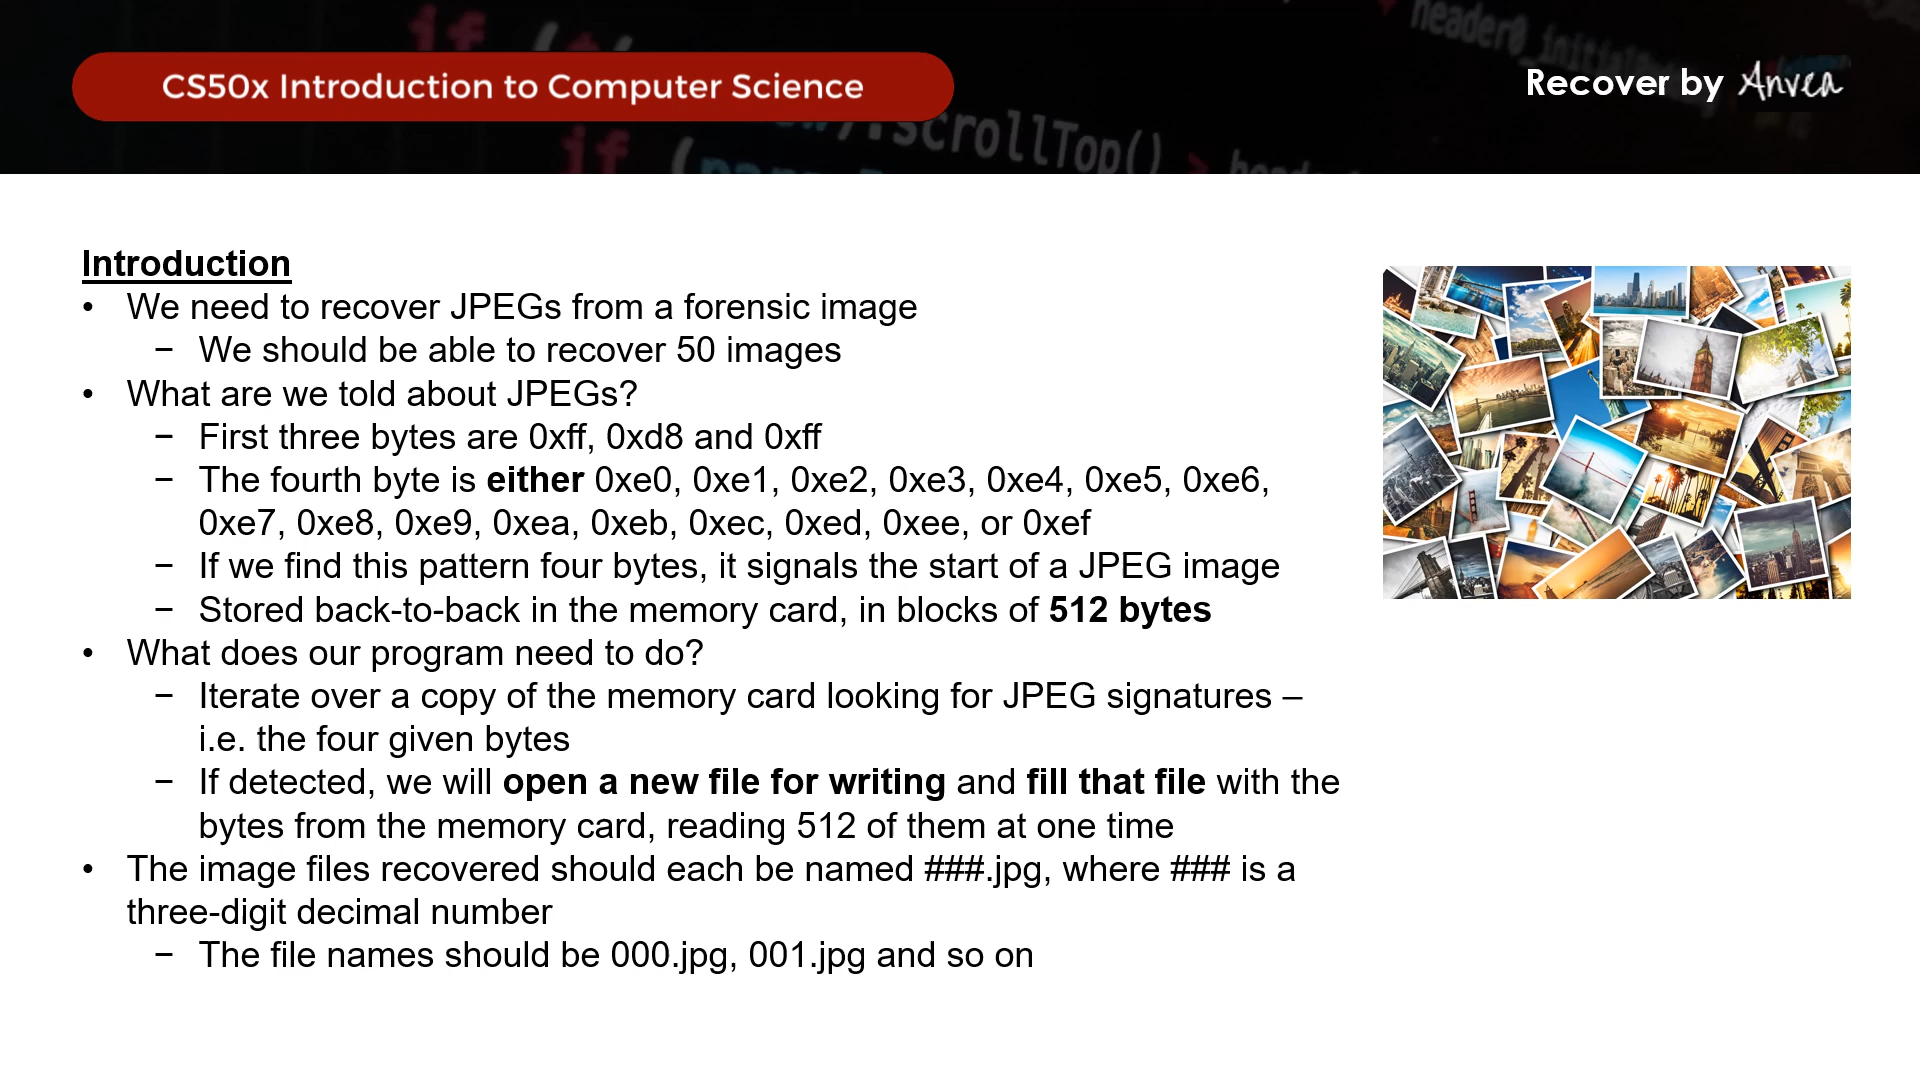 if (
header0_initial
CS50x Introduction to Computer Science
Recover by Anvea
.scrollTop() >
if (
Introduction
• We need to recover JPEGs from a forensic image
− We should be able to recover 50 images
• What are we told about JPEGs?
− First three bytes are 0xff, 0xd8 and 0xff
− The fourth byte is either 0xe0, 0xe1, 0xe2, 0xe3, 0xe4, 0xe5, 0xe6,
0xe7, 0xe8, 0xe9, 0xea, 0xeb, 0xec, 0xed, 0xee, or 0xef
− If we find this pattern four bytes, it signals the start of a JPEG image
− Stored back-to-back in the memory card, in blocks of 512 bytes
• What does our program need to do?
− Iterate over a copy of the memory card looking for JPEG signatures –
i.e. the four given bytes
− If detected, we will open a new file for writing and fill that file with the
bytes from the memory card, reading 512 of them at one time
• The image files recovered should each be named ###.jpg, where ### is a
three-digit decimal number
− The file names should be 000.jpg, 001.jpg and so on